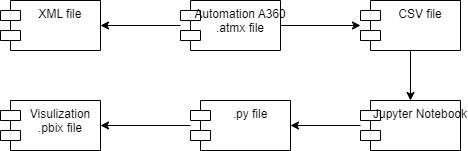 XML file
Automation A360
.atmx file
CSV file
Visulization
.pbix file
.py file
Jupyter Notebook